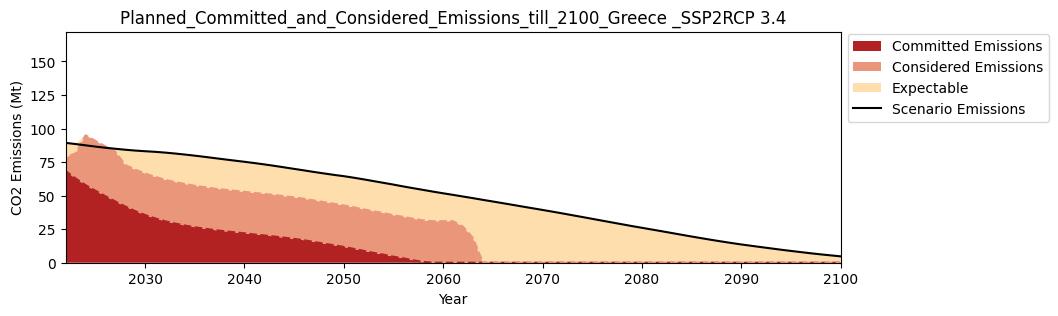 Planned_Committed_and_Considered_Emissions_till_2100_Greece _SSP2RCP 3.4
Committed Emissions
Considered Emissions
Expectable
Scenario Emissions
CO2 Emissions (Mt)
150
125
100
75
50
25
0
2030 2040 2050 2060 2070 2080 2090 2100
Year